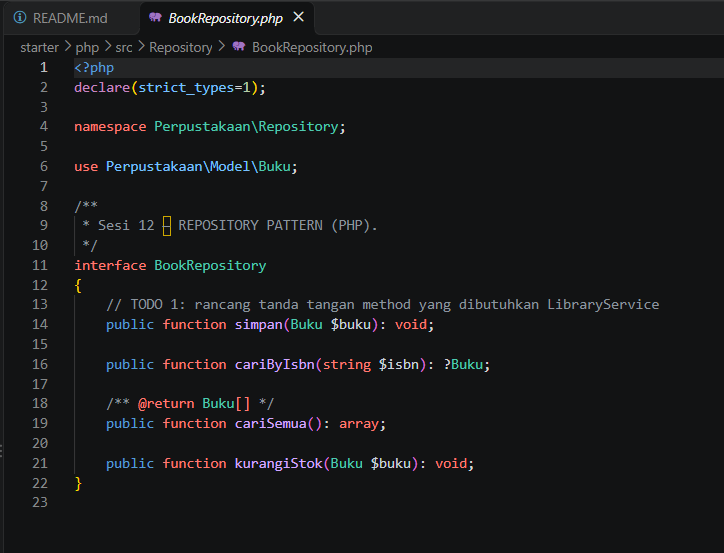 README.md BookRepository.php
starter > php > src > Repository > BookRepository.php
1 <?php
2 declare(strict_types=1);
3
4 namespace Perpustakaan\Repository;
5
6 use Perpustakaan\Model\Buku;
7
8 /**
9 * Sesi 12 – REPOSITORY PATTERN (PHP).
10 */
11 interface BookRepository
12 {
13 // TODO 1: rancang tanda tangan method yang dibutuhkan LibraryService
14 public function simpan(Buku $buku): void;
15
16 public function cariByIsbn(string $isbn): ?Buku;
17
18 /** @return Buku[] */
19 public function cariSemua(): array;
20
21 public function kurangiStok(Buku $buku): void;
22 }
23